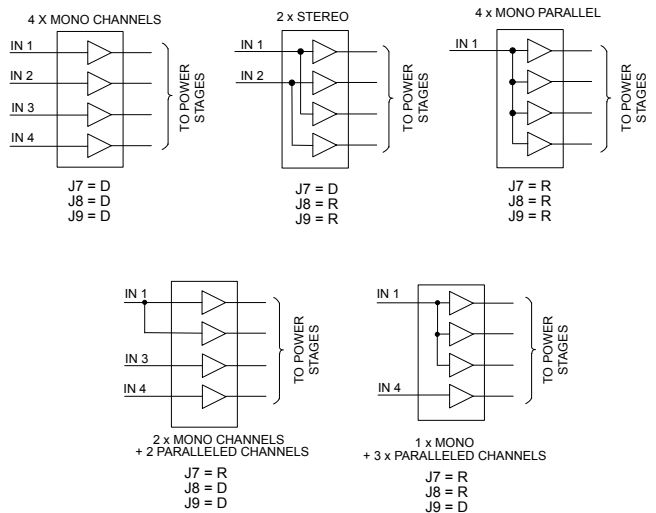 4 X MONO CHANNELS
IN 1
IN 2
IN 3
IN 4
TO POWER
STAGES
J7 = D
J8 = D
J9 = D
2 x STEREO
IN 1
IN 2
TO POWER
STAGES
J7 = D
J8 = R
J9 = R
4 x MONO PARALLEL
IN 1
TO POWER
STAGES
J7 = R
J8 = R
J9 = R
IN 1
IN 3
IN 4
TO POWER
STAGES
2 x MONO CHANNELS
+ 2 PARALLELED CHANNELS
J7 = R
J8 = D
J9 = D
IN 1
IN 4
TO POWER
STAGES
1 x MONO
+ 3 x PARALLELED CHANNELS
J7 = R
J8 = R
J9 = D